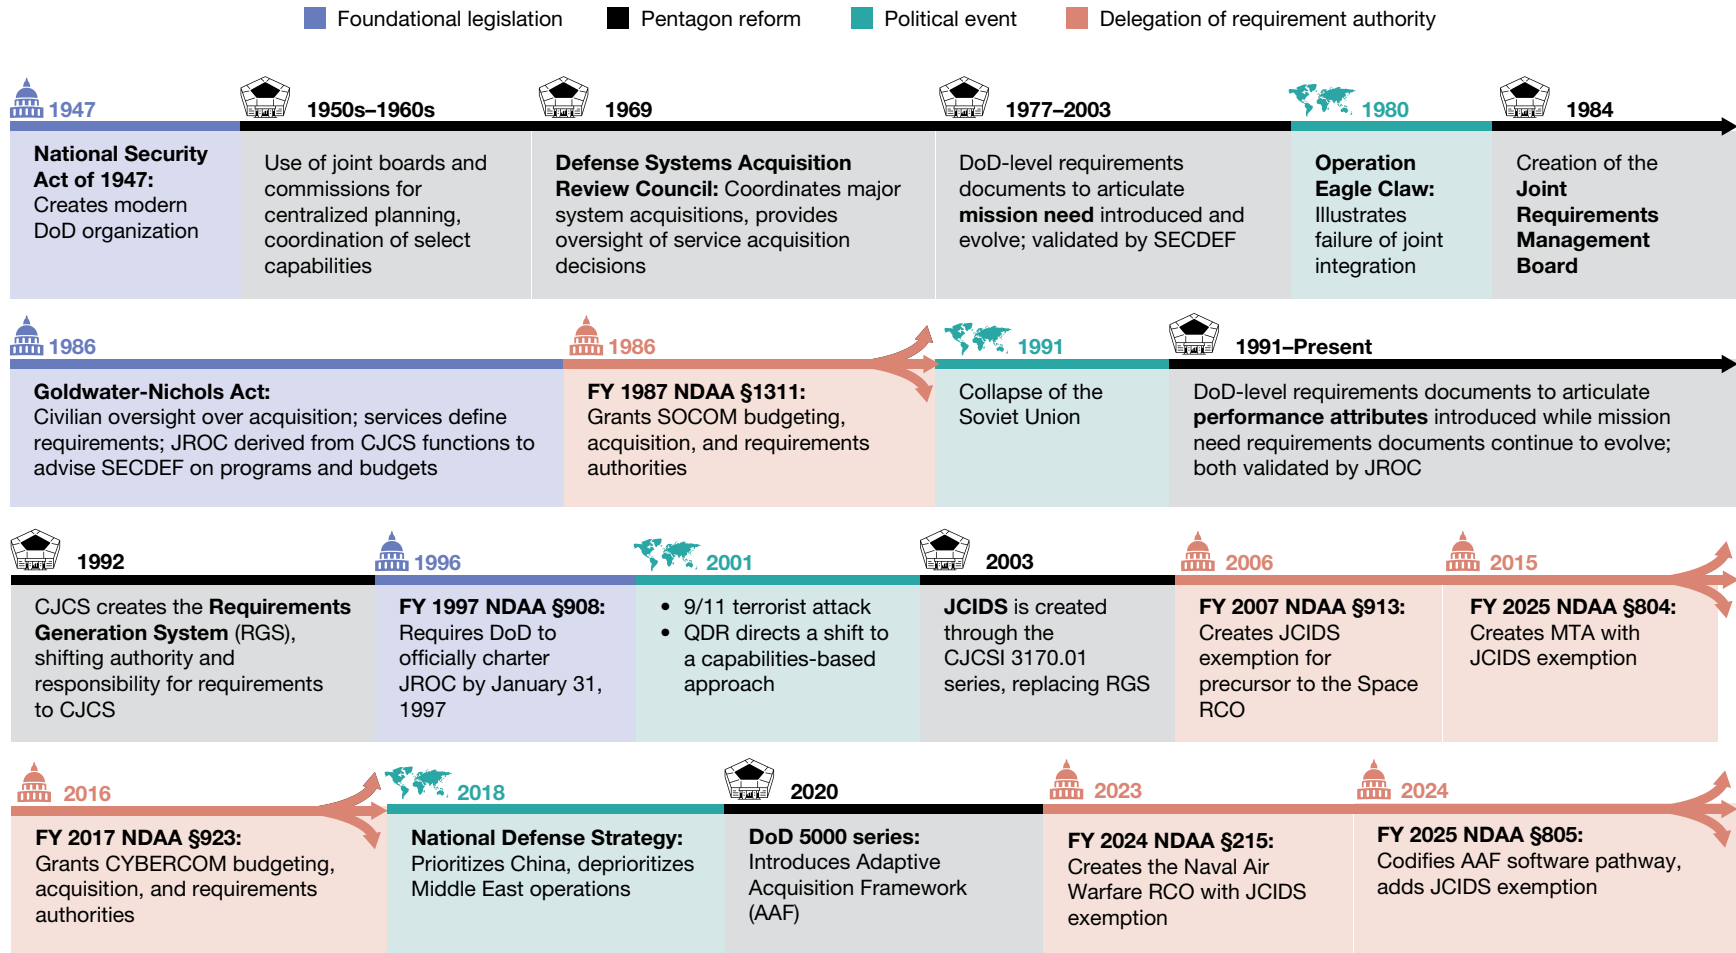 Foundational legislation
Pentagon reform
Political event
Delegation of requirement authority
1947
National Security
Act of 1947:
Creates modern
DoD organization
1950s–1960s
Use of joint boards and
commissions for
centralized planning,
coordination of select
capabilities
1969
Defense Systems Acquisition
Review Council: Coordinates major
system acquisitions, provides
oversight of service acquisition
decisions
1977–2003
DoD-level requirements
documents to articulate
mission need introduced and
evolve; validated by SECDEF
1980
Operation
Eagle Claw:
Illustrates
failure of joint
integration
1984
Creation of the
Joint
Requirements
Management
Board
1986
Goldwater-Nichols Act:
Civilian oversight over acquisition; services define
requirements; JROC derived from CJCS functions to
advise SECDEF on programs and budgets
1986
FY 1987 NDAA §1311:
Grants SOCOM budgeting,
acquisition, and requirements
authorities
1991
Collapse of the
Soviet Union
1991–Present
DoD-level requirements documents to articulate
performance attributes introduced while mission
need requirements documents continue to evolve;
both validated by JROC
1992
CJCS creates the Requirements
Generation System (RGS),
shifting authority and
responsibility for requirements
to CJCS
1996
FY 1997 NDAA §908:
Requires DoD to
officially charter
JROC by January 31,
1997
2001
• 9/11 terrorist attack
• QDR directs a shift to
a capabilities-based
approach
2003
JCIDS is created
through the
CJCSI 3170.01
series, replacing RGS
2006
FY 2007 NDAA §913:
Creates JCIDS
exemption for
precursor to the Space
RCO
2015
FY 2025 NDAA §804:
Creates MTA with
JCIDS exemption
2016
FY 2017 NDAA §923:
Grants CYBERCOM budgeting,
acquisition, and requirements
authorities
2018
National Defense Strategy:
Prioritizes China, deprioritizes
Middle East operations
2020
DoD 5000 series:
Introduces Adaptive
Acquisition Framework
(AAF)
2023
FY 2024 NDAA §215:
Creates the Naval Air
Warfare RCO with JCIDS
exemption
2024
FY 2025 NDAA §805:
Codifies AAF software pathway,
adds JCIDS exemption